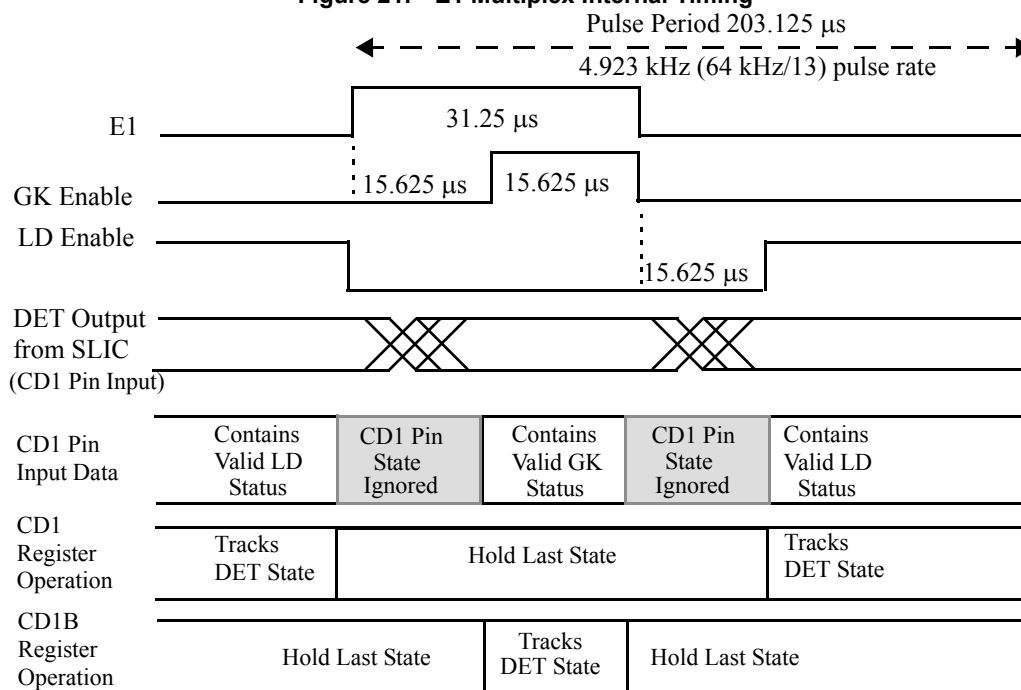 Figure 21. E1 Multiplex Internal Timing
Pulse Period 203.125 µs
4.923 kHz (64 kHz/13) pulse rate
E1
31.25 µs
GK Enable
15.625 µs
15.625 µs
LD Enable
15.625 µs
DET Output
from SLIC
(CD1 Pin Input)
CD1 Pin
Input Data
Contains
Valid LD
Status
CD1 Pin
State
Ignored
Contains
Valid GK
Status
CD1 Pin
State
Ignored
Contains
Valid LD
Status
CD1
Register
Operation
Tracks
DET State
Hold Last State
Tracks
DET State
CD1B
Register
Operation
Hold Last State
Tracks
DET State
Hold Last State